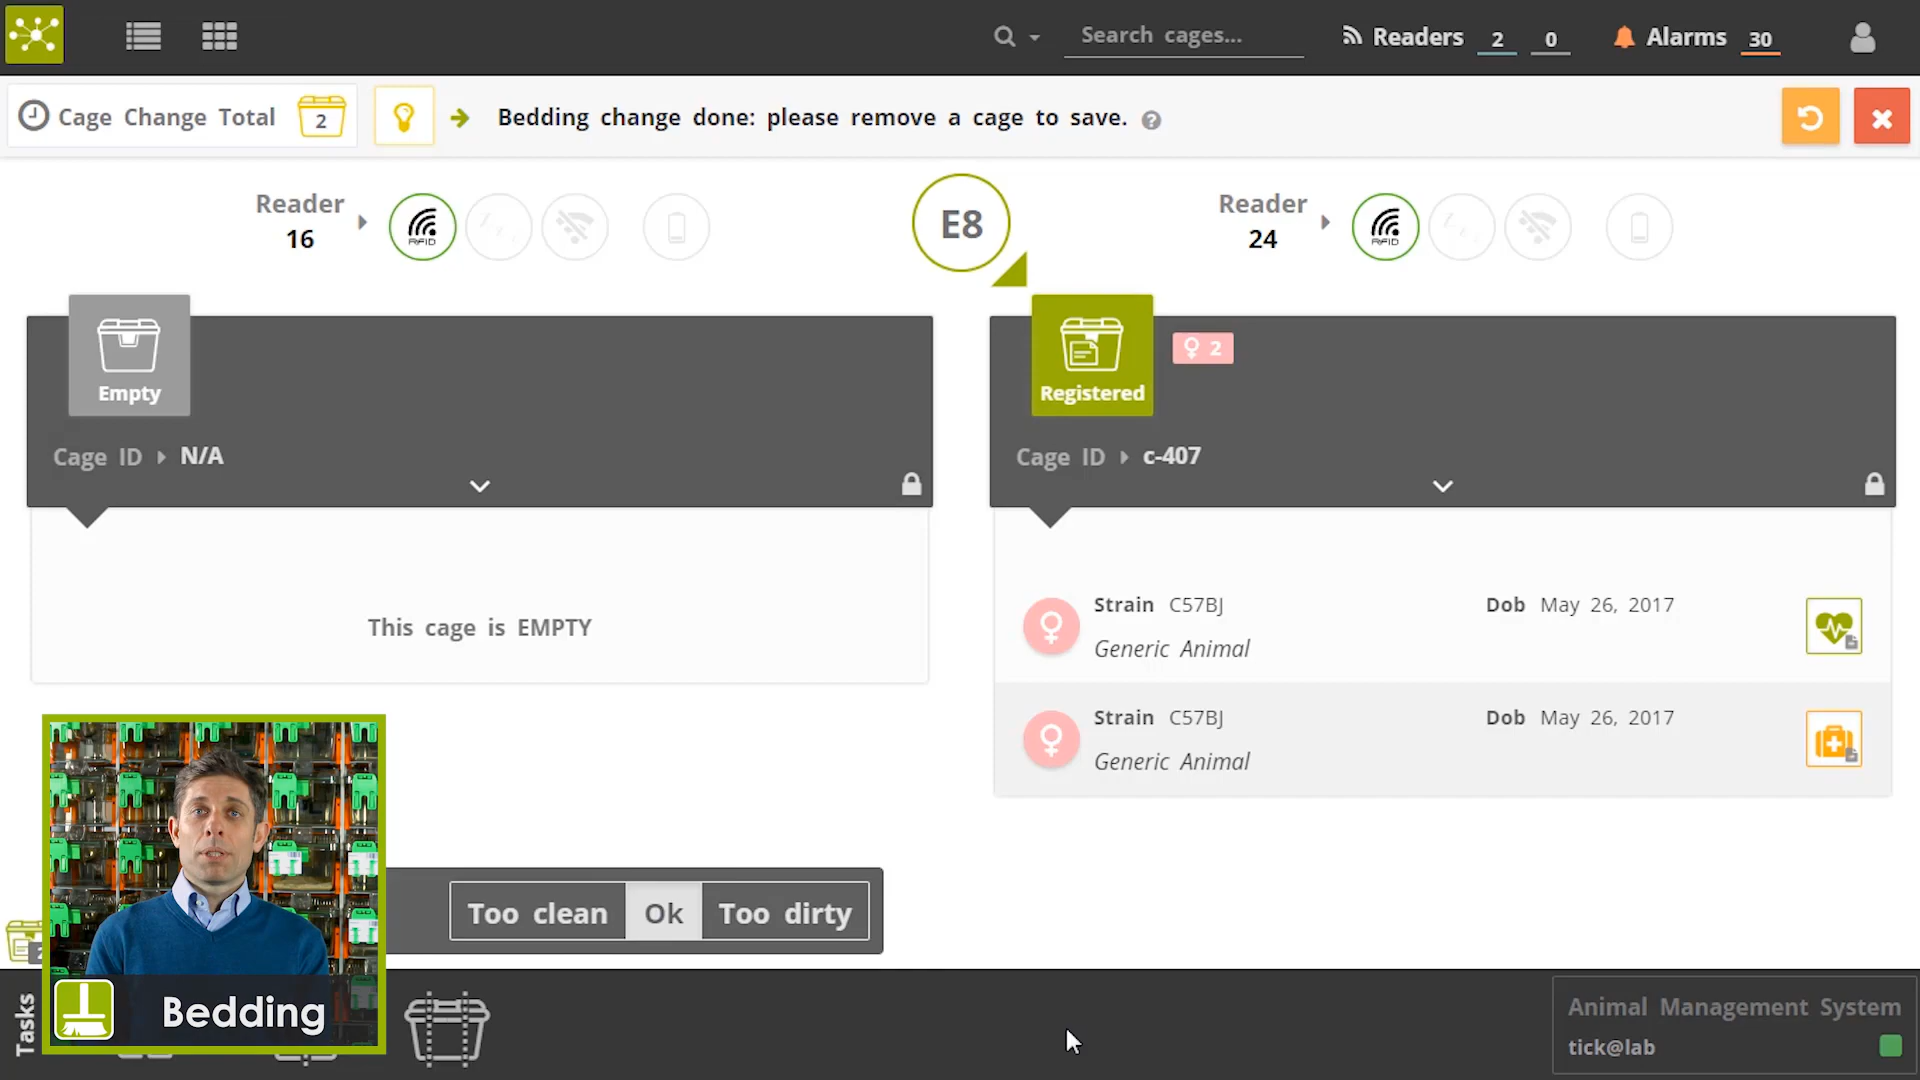 Search cages...
Readers 2 0
Alarms 30
Cage Change Total 2
Bedding change done: please remove a cage to save. ?
Reader 16
RFID
E8
Reader 24
RFID
Empty
Cage ID N/A
This cage is EMPTY
Registered
2
Cage ID c-407
Strain C57BJ
Dob May 26, 2017
Generic Animal
Strain C57BJ
Dob May 26, 2017
Generic Animal
Too clean Ok Too dirty
Bedding
Tasks
Animal Management System
tick@lab